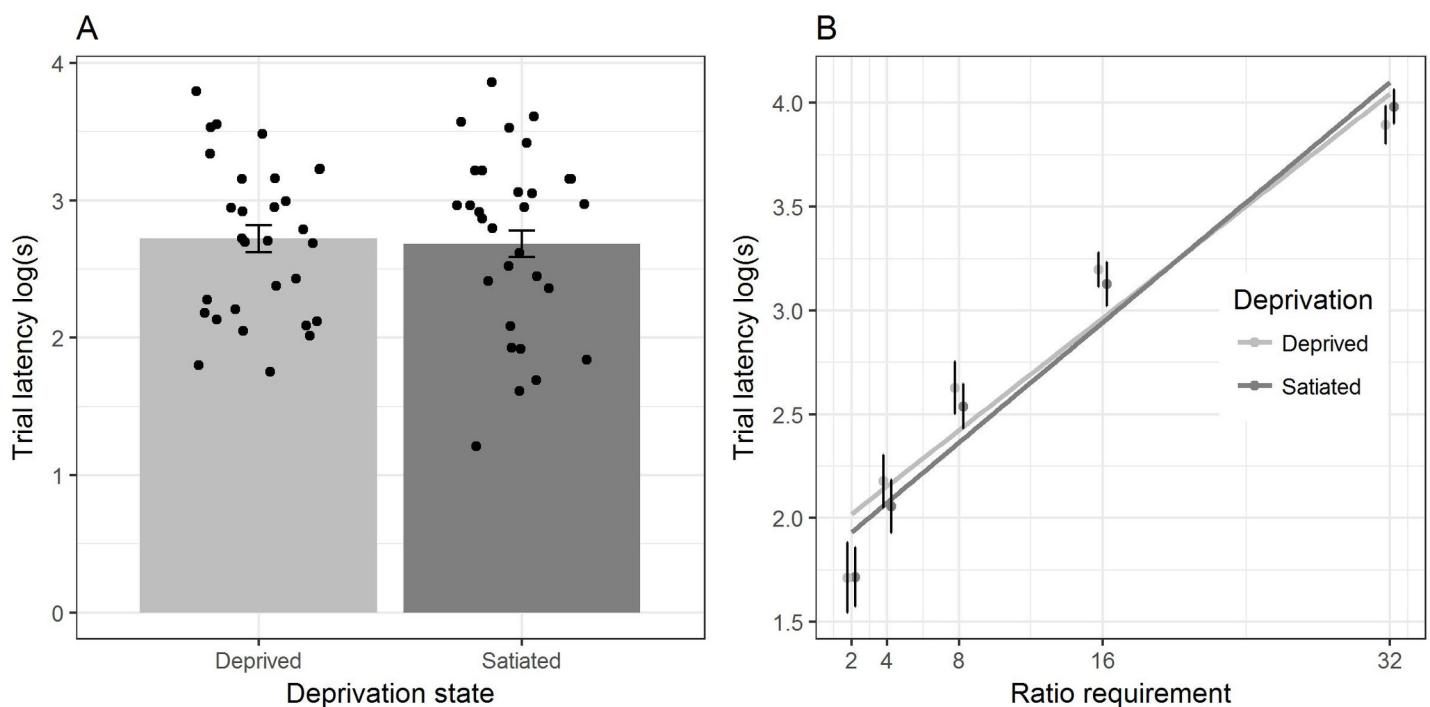 A
Trial latency log(s)
4
3
2
1
0
Deprived
Satiated
Deprivation state
B
Trial latency log(s)
4.0
3.5
3.0
2.5
2.0
1.5
Deprivation
Deprived
Satiated
2
4
8
16
32
Ratio requirement